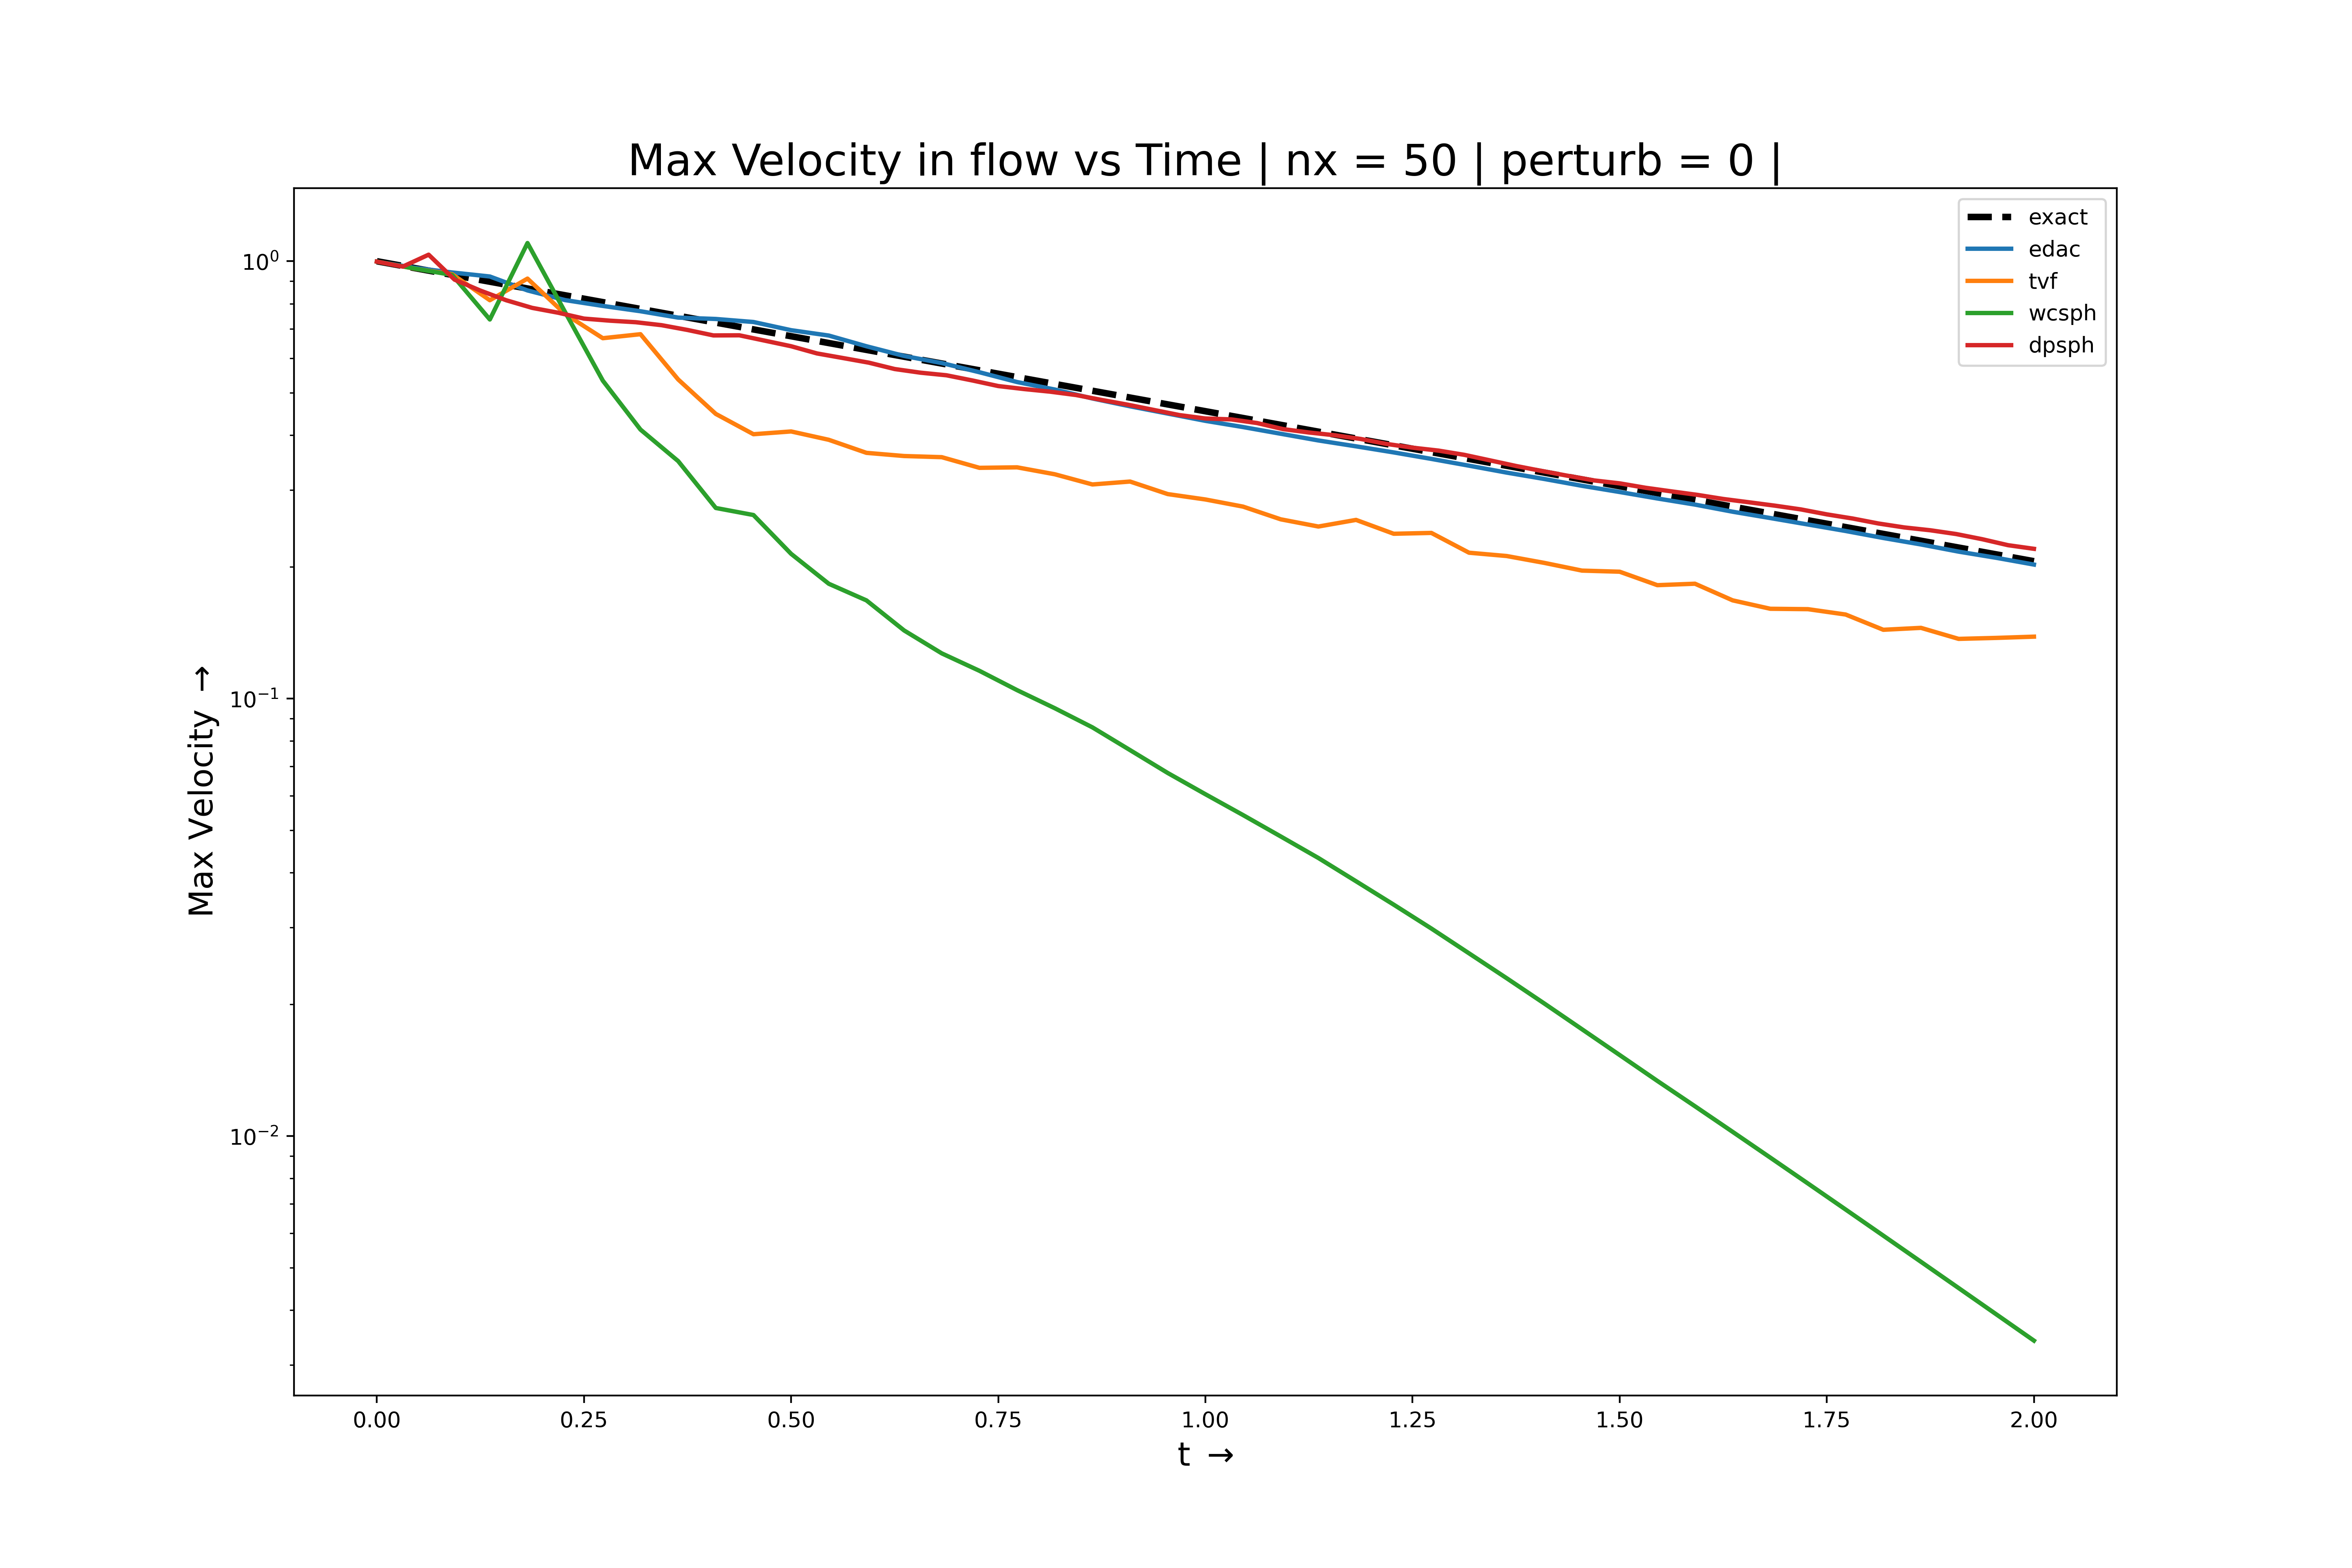 Max Velocity in flow vs Time | nx = 50 | perturb = 0 |
exact
edac
tvf
wcsph
dpsph
Max Velocity →
10⁰
10⁻¹
10⁻²
0.00 0.25 0.50 0.75 1.00 1.25 1.50 1.75 2.00
t →